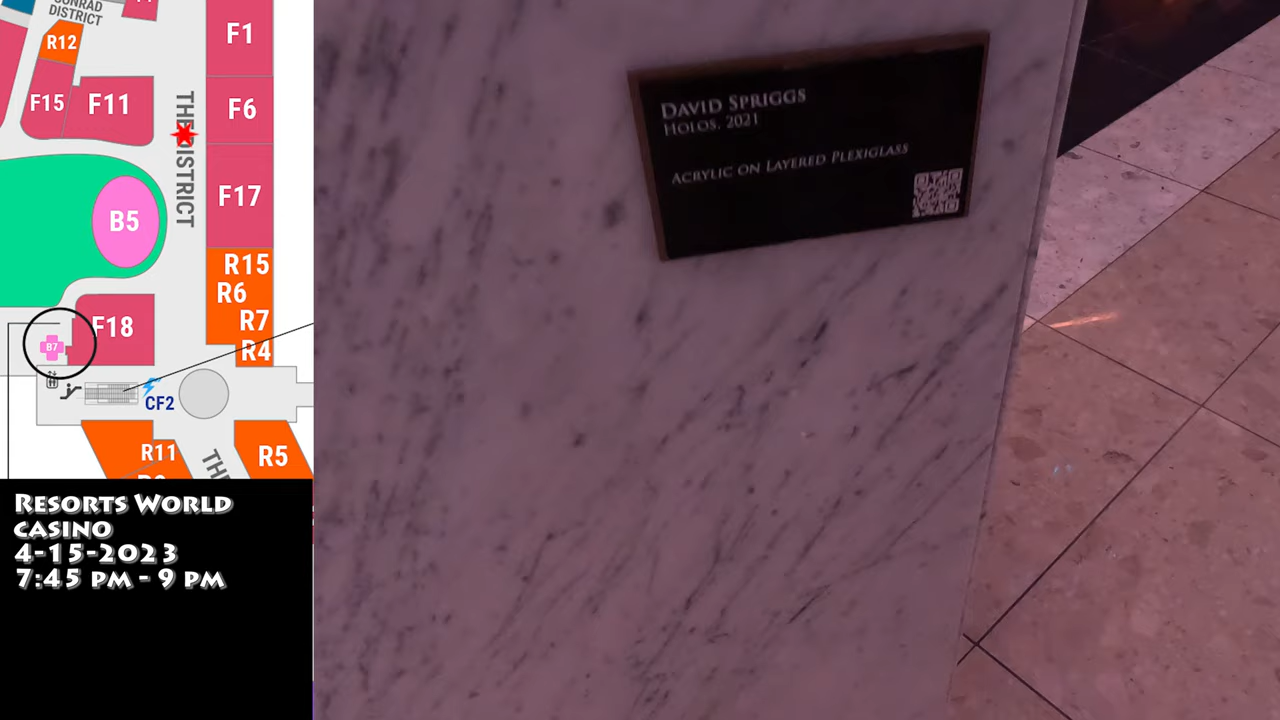 CONRAD
DISTRICT
R12
F15
F11
F1
F6
THE DISTRICT
F17
B5
R15
R6
R7
R4
F18
B7
CF2
R11
R5
RESORTS WORLD
CASINO
4-15-2023
7:45 PM - 9 PM
DAVID SPRIGGS
HOLOS, 2021
ACRYLIC ON LAYERED PLEXIGLASS